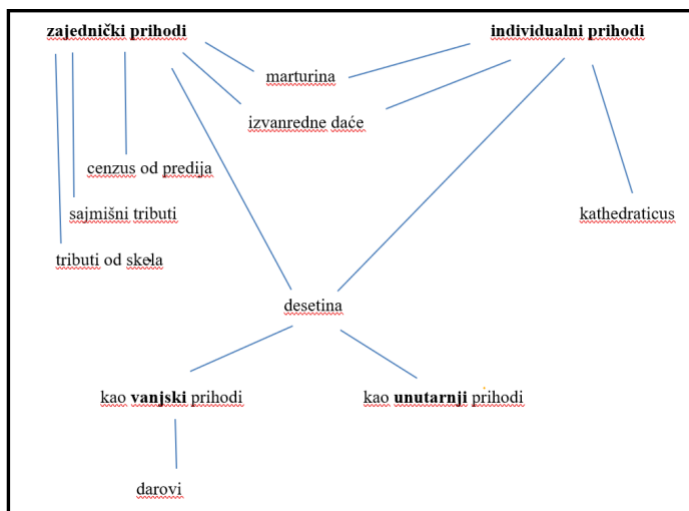 zajednički prihodi
individualni prihodi
marturina
izvanredne daće
cenzus od predija
sajmišni tributi
kathedraticus
tributi od skela
desetina
kao vanjski prihodi
kao unutarnji prihodi
darovi